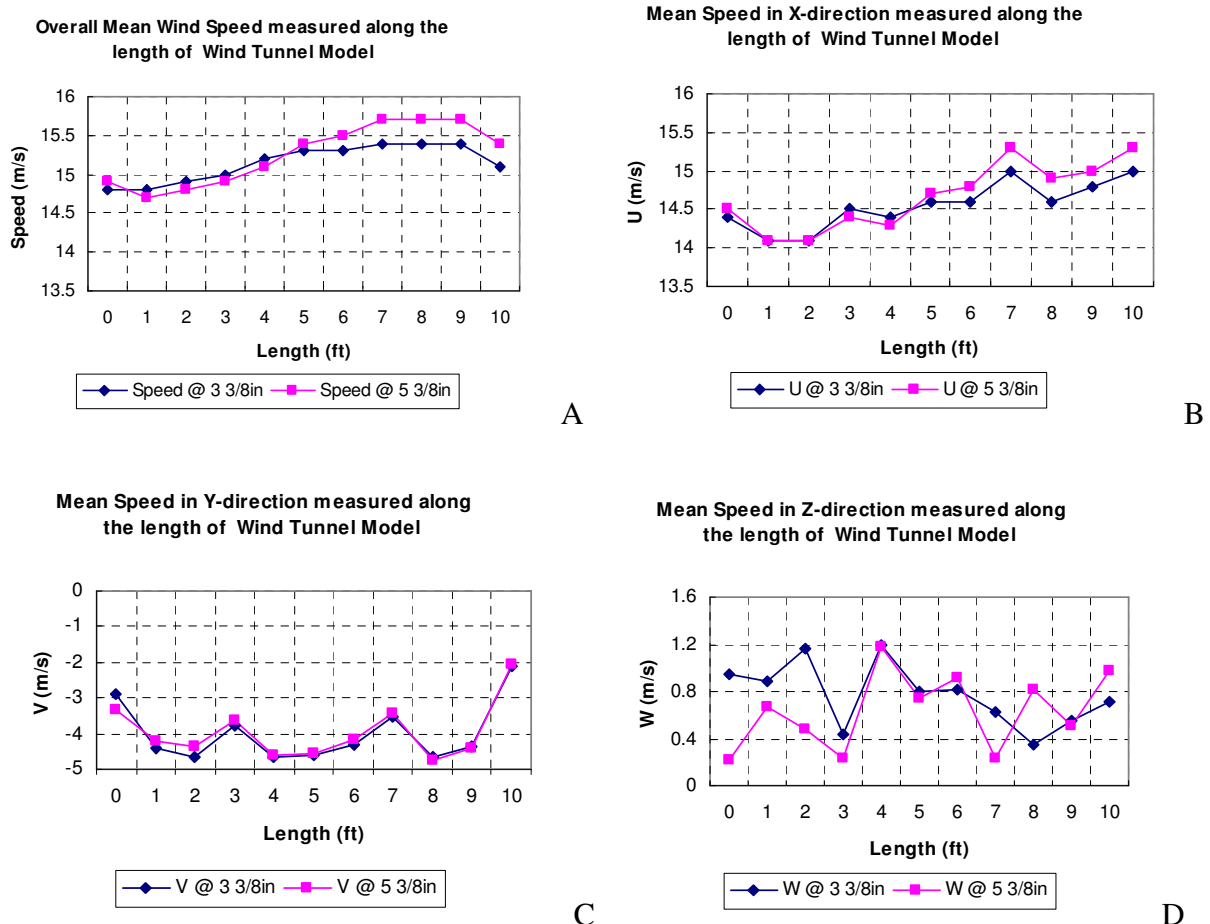 Overall Mean Wind Speed measured along the
length of Wind Tunnel Model
16
15.5
15
14.5
14
13.5
Speed (m/s)
0 1 2 3 4 5 6 7 8 9 10
Length (ft)
Speed @ 3 3/8in Speed @ 5 3/8in
A
Mean Speed in X-direction measured along the
length of Wind Tunnel Model
16
15.5
15
14.5
14
13.5
U (m/s)
0 1 2 3 4 5 6 7 8 9 10
Length (ft)
U @ 3 3/8in U @ 5 3/8in
B
Mean Speed in Y-direction measured along
the length of Wind Tunnel Model
0
-1
-2
-3
-4
-5
V (m/s)
0 1 2 3 4 5 6 7 8 9 10
Length (ft)
V @ 3 3/8in V @ 5 3/8in
C
Mean Speed in Z-direction measured along
the length of Wind Tunnel Model
1.6
1.2
0.8
0.4
0
W (m/s)
0 1 2 3 4 5 6 7 8 9 10
Length (ft)
W @ 3 3/8in W @ 5 3/8in
D